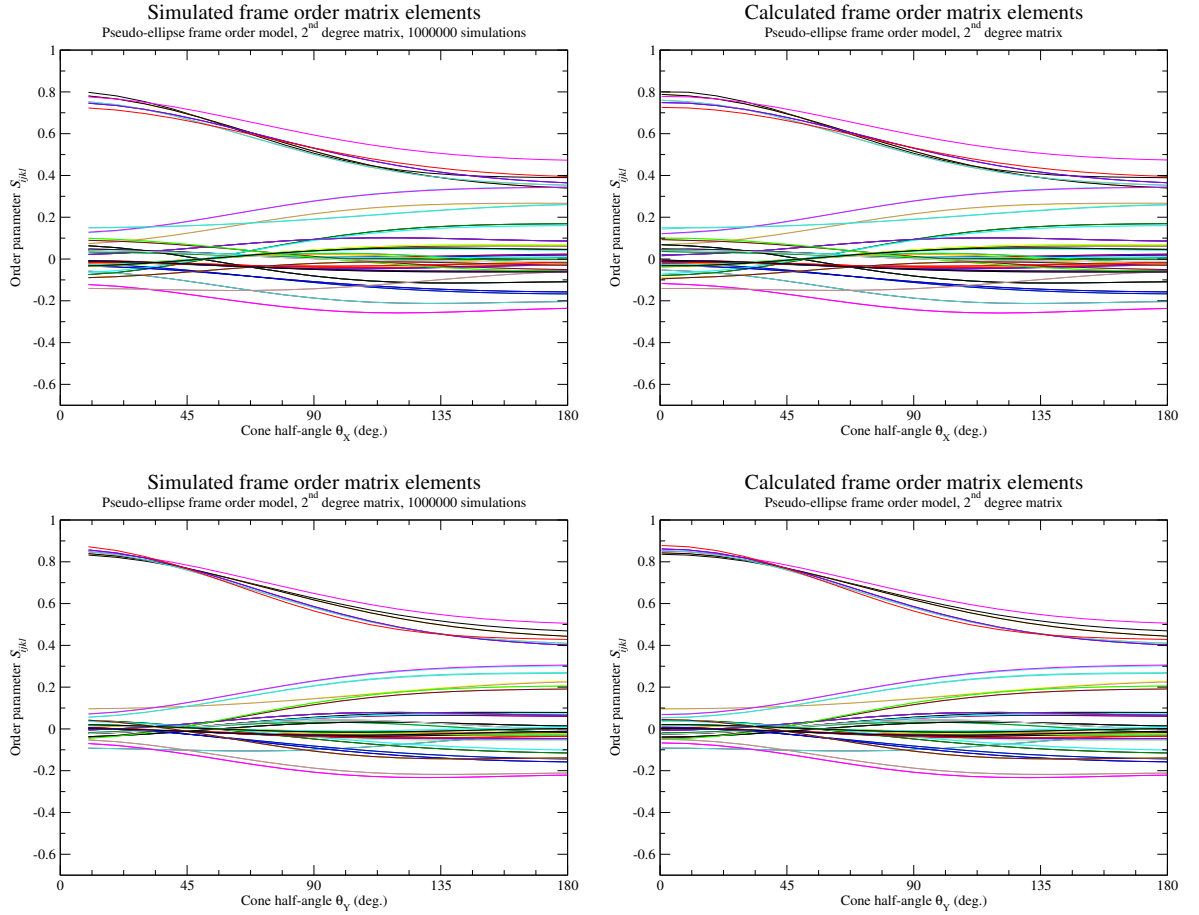 Simulated frame order matrix elements
Pseudo-ellipse frame order model, 2nd degree matrix, 1000000 simulations
1
0.8
0.6
0.4
0.2
0
-0.2
-0.4
-0.6
Order parameter Sijkl
0 45 90 135 180
Cone half-angle θX (deg.)
Calculated frame order matrix elements
Pseudo-ellipse frame order model, 2nd degree matrix
1
0.8
0.6
0.4
0.2
0
-0.2
-0.4
-0.6
Order parameter Sijkl
0 45 90 135 180
Cone half-angle θX (deg.)
Simulated frame order matrix elements
Pseudo-ellipse frame order model, 2nd degree matrix, 1000000 simulations
1
0.8
0.6
0.4
0.2
0
-0.2
-0.4
-0.6
Order parameter Sijkl
0 45 90 135 180
Cone half-angle θY (deg.)
Calculated frame order matrix elements
Pseudo-ellipse frame order model, 2nd degree matrix
1
0.8
0.6
0.4
0.2
0
-0.2
-0.4
-0.6
Order parameter Sijkl
0 45 90 135 180
Cone half-angle θY (deg.)